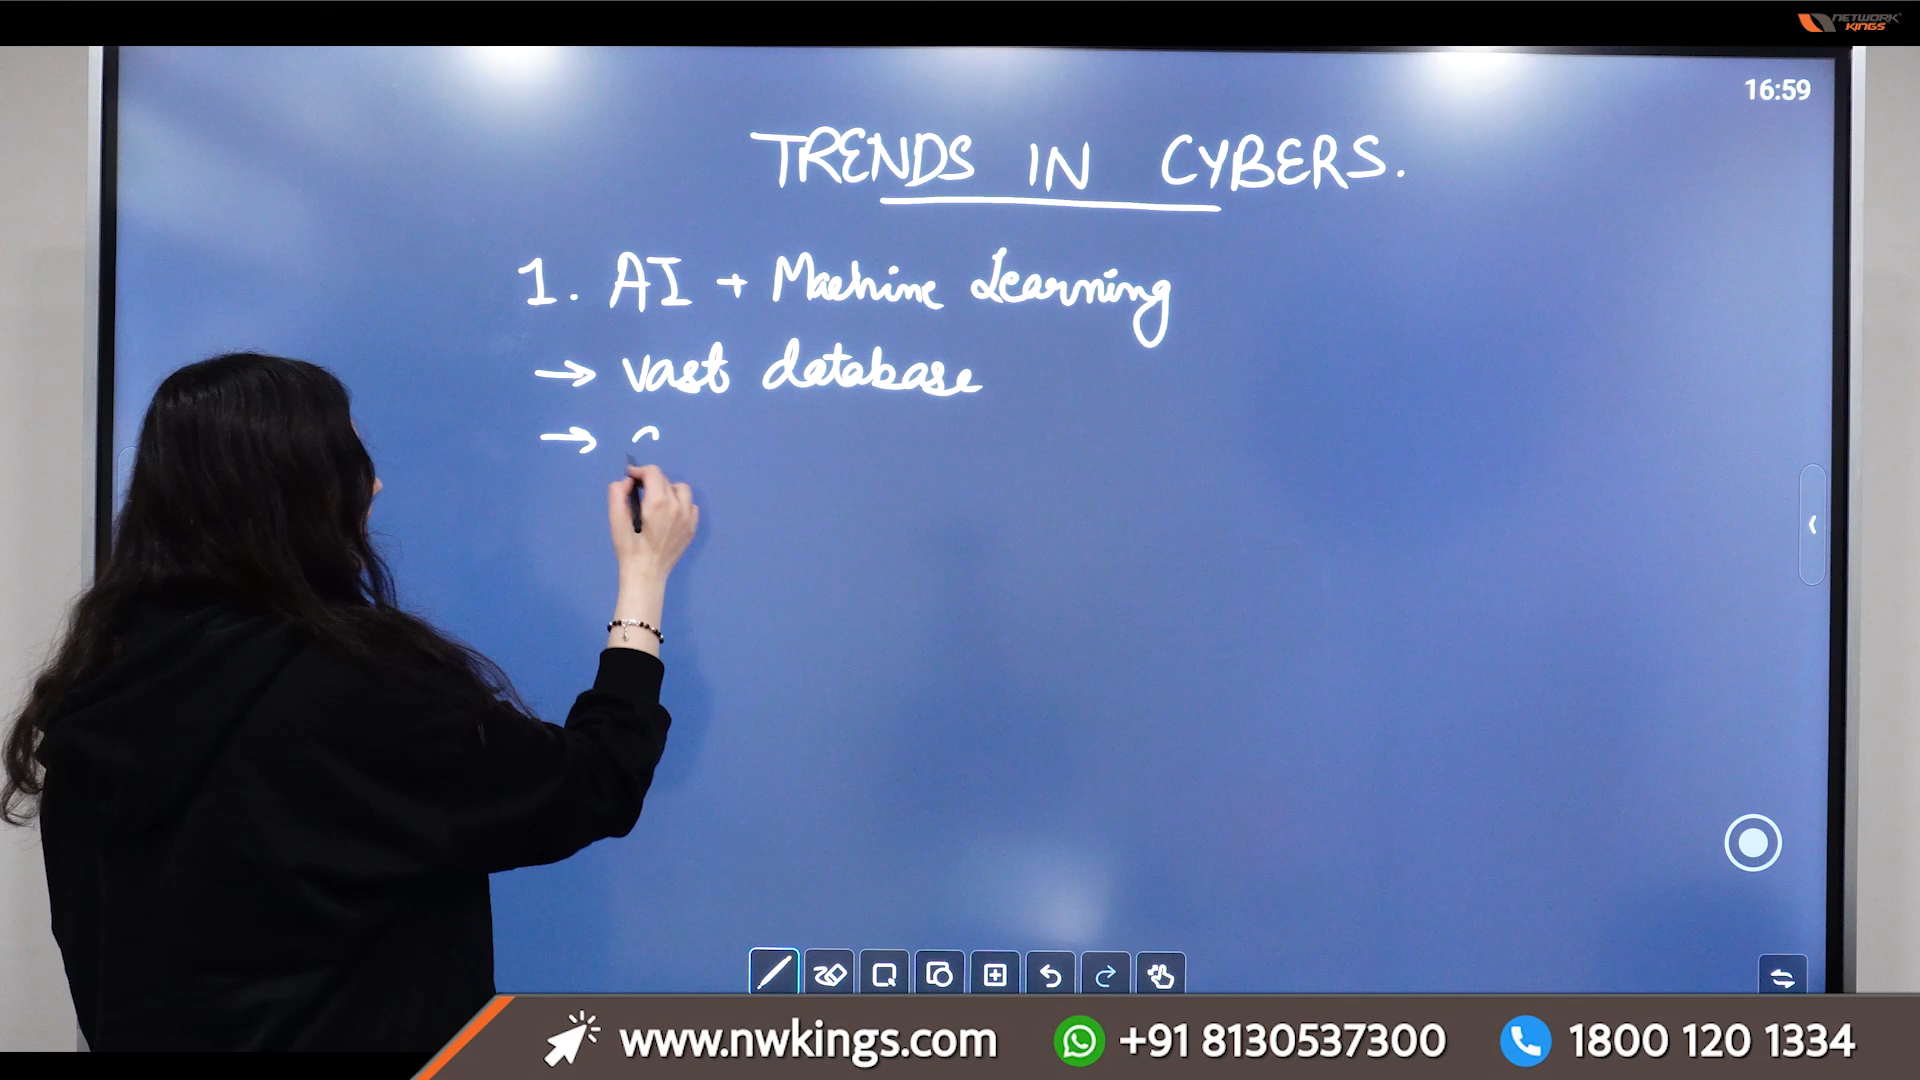 NETWORK
KINGS
16:59
TRENDS IN CYBERS.
1. AI + Machine Learning
→ vast database
→
www.nwkings.com
+91 8130537300
1800 120 1334